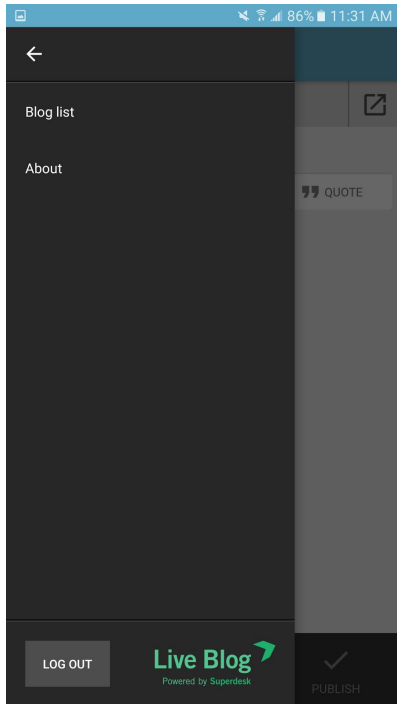 86% 11:31 AM
Blog list
About
QUOTE
LOG OUT
Live Blog
Powered by Superdesk
PUBLISH